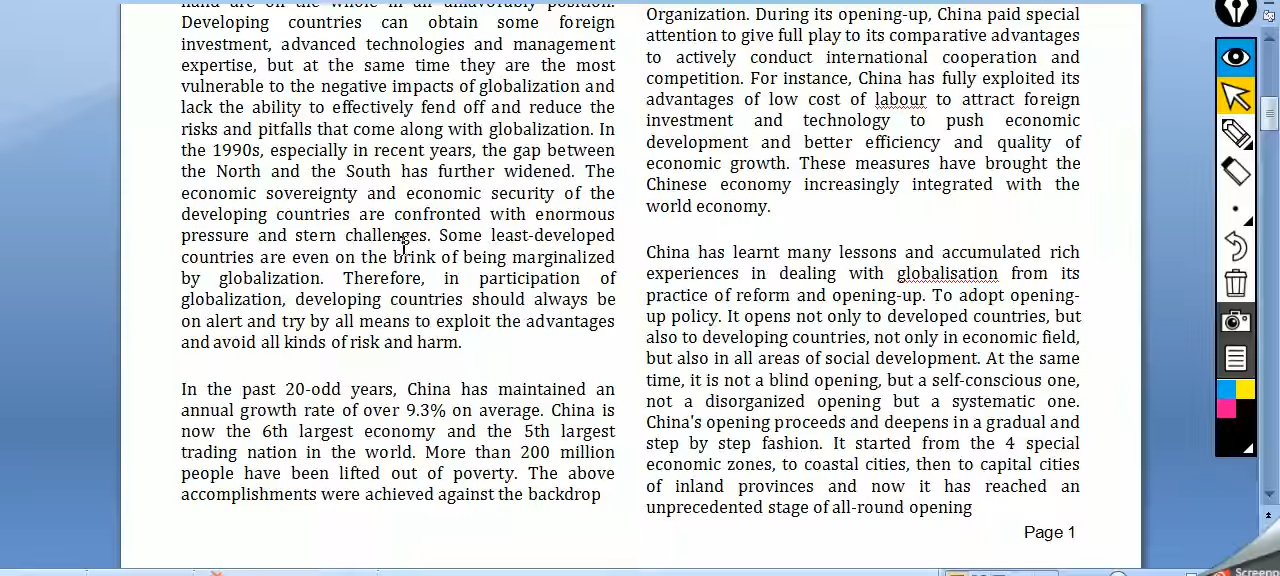 hand are on the whole in an unfavorably position.
Developing countries can obtain some foreign
investment, advanced technologies and management
expertise, but at the same time they are the most
vulnerable to the negative impacts of globalization and
lack the ability to effectively fend off and reduce the
risks and pitfalls that come along with globalization. In
the 1990s, especially in recent years, the gap between
the North and the South has further widened. The
economic sovereignty and economic security of the
developing countries are confronted with enormous
pressure and stern challenges. Some least-developed
countries are even on the brink of being marginalized
by globalization. Therefore, in participation of
globalization, developing countries should always be
on alert and try by all means to exploit the advantages
and avoid all kinds of risk and harm.
In the past 20-odd years, China has maintained an
annual growth rate of over 9.3% on average. China is
now the 6th largest economy and the 5th largest
trading nation in the world. More than 200 million
people have been lifted out of poverty. The above
accomplishments were achieved against the backdrop
Organization. During its opening-up, China paid special
attention to give full play to its comparative advantages
to actively conduct international cooperation and
competition. For instance, China has fully exploited its
advantages of low cost of labour to attract foreign
investment and technology to push economic
development and better efficiency and quality of
economic growth. These measures have brought the
Chinese economy increasingly integrated with the
world economy.
China has learnt many lessons and accumulated rich
experiences in dealing with globalisation from its
practice of reform and opening-up. To adopt opening-
up policy. It opens not only to developed countries, but
also to developing countries, not only in economic field,
but also in all areas of social development. At the same
time, it is not a blind opening, but a self-conscious one,
not a disorganized opening but a systematic one.
China's opening proceeds and deepens in a gradual and
step by step fashion. It started from the 4 special
economic zones, to coastal cities, then to capital cities
of inland provinces and now it has reached an
unprecedented stage of all-round opening
Page 1